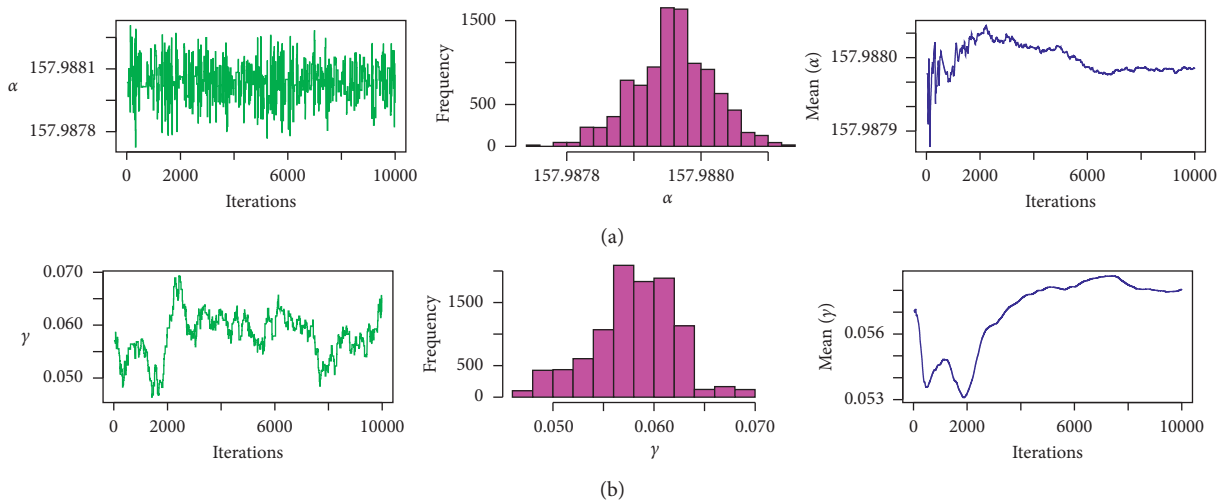 α
157.9881
157.9878
0 2000 6000 10000
Iterations
Frequency
1500
500
0
157.9878 157.9880
α
Mean (α)
157.9880
157.9879
0 2000 6000 10000
Iterations
(a)
γ
0.070
0.060
0.050
0 2000 6000 10000
Iterations
Frequency
1500
500
0
0.050 0.060 0.070
γ
Mean (γ)
0.056
0.053
0 2000 6000 10000
Iterations
(b)